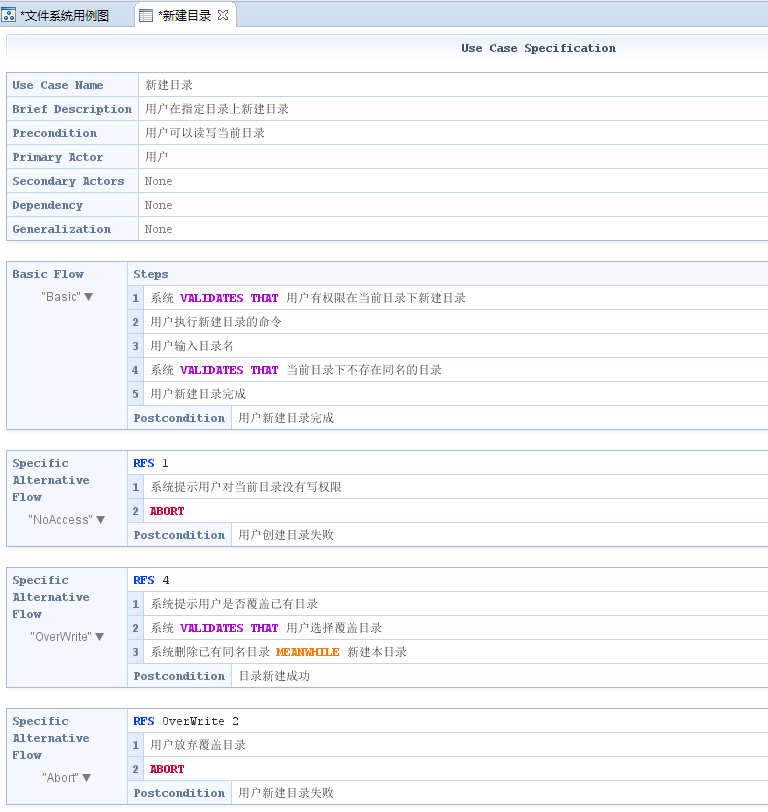 *文件系统用例图 *新建目录
Use Case Specification
Use Case Name 新建目录
Brief Description 用户在指定目录上新建目录
Precondition 用户可以读写当前目录
Primary Actor 用户
Secondary Actors None
Dependency None
Generalization None
Basic Flow Steps
"Basic" ▼
1 系统 VALIDATES THAT 用户有权限在当前目录下新建目录
2 用户执行新建目录的命令
3 用户输入目录名
4 系统 VALIDATES THAT 当前目录下不存在同名的目录
5 用户新建目录完成
Postcondition 用户新建目录完成
Specific Alternative Flow
"NoAccess" ▼
RFS 1
1 系统提示用户对当前目录没有写权限
2 ABORT
Postcondition 用户创建目录失败
Specific Alternative Flow
"OverWrite" ▼
RFS 4
1 系统提示用户是否覆盖已有目录
2 系统 VALIDATES THAT 用户选择覆盖目录
3 系统删除已有同名目录 MEANWHILE 新建本目录
Postcondition 目录新建成功
Specific Alternative Flow
"Abort" ▼
RFS OverWrite 2
1 用户放弃覆盖目录
2 ABORT
Postcondition 用户新建目录失败